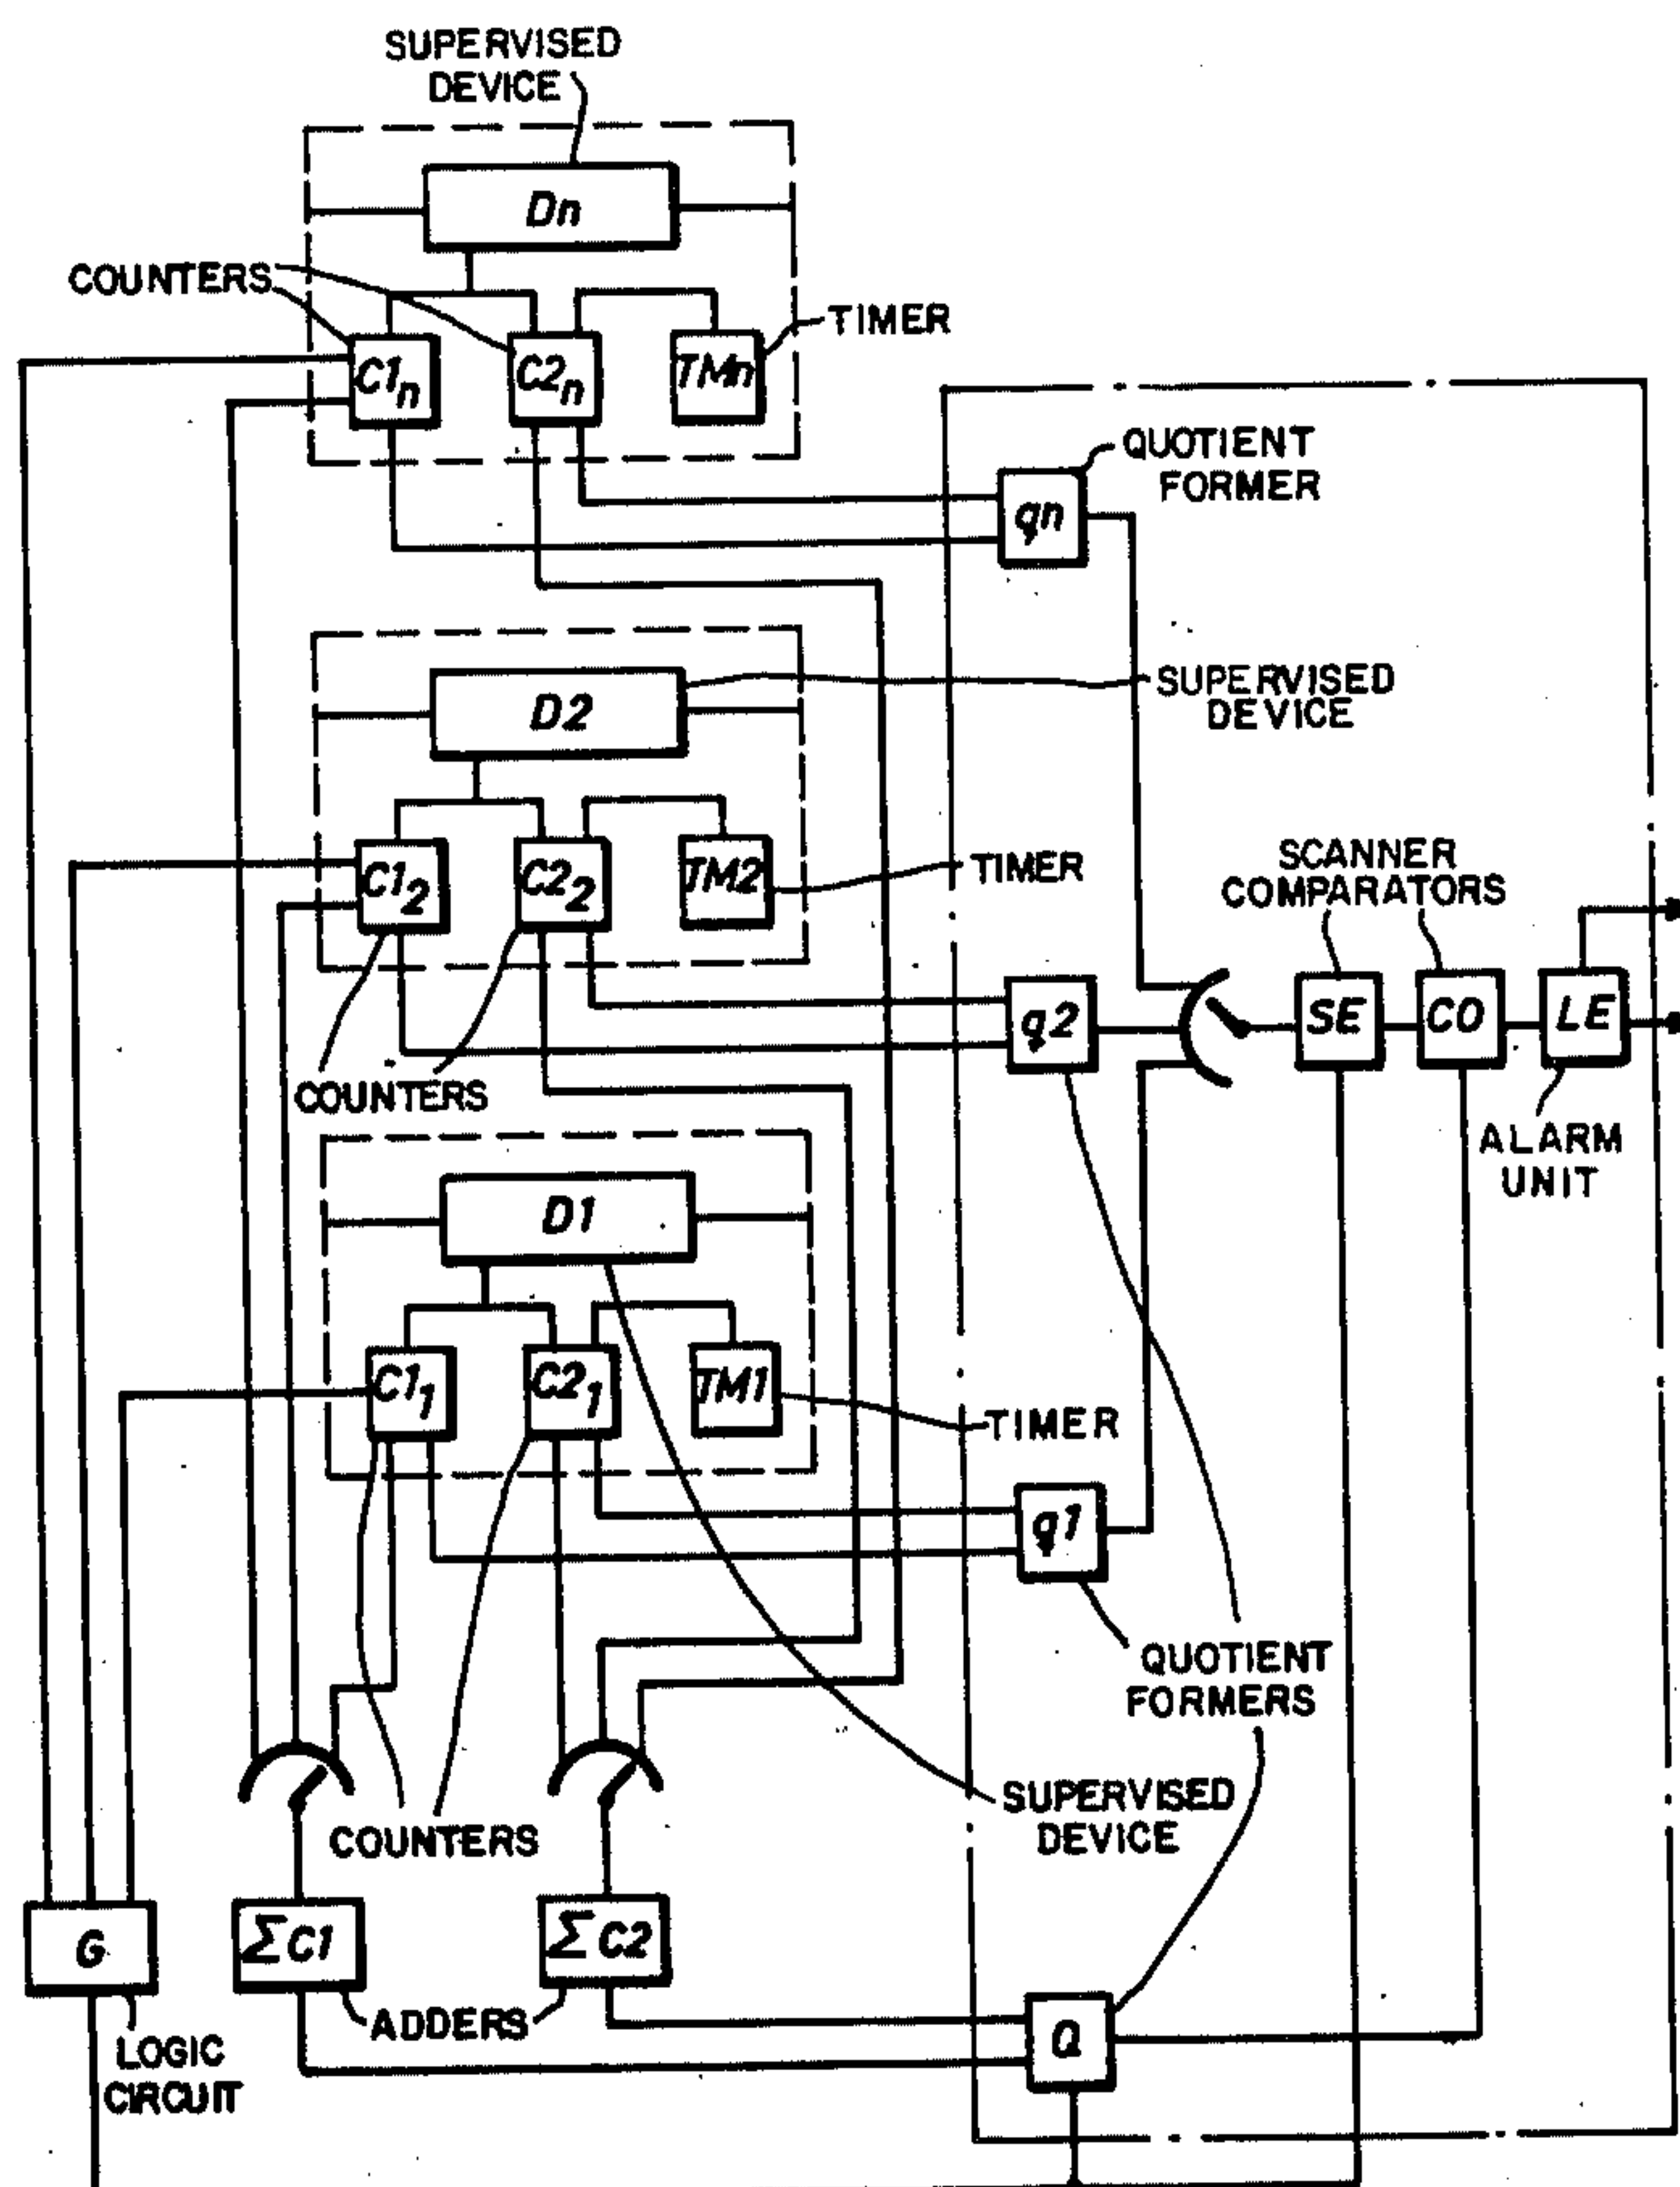 SUPERVISED
DEVICE
Dn
COUNTERS
TIMER
C1n
C2n
TMn
QUOTIENT
FORMER
qn
SUPERVISED
DEVICE
D2
TIMER
C12
C22
TM2
SCANNER
COMPARATORS
q2
SE
CO
LE
COUNTERS
ALARM
UNIT
D1
C11
C21
TM1
TIMER
q1
QUOTIENT
FORMERS
SUPERVISED
DEVICE
COUNTERS
G
ΣC1
ΣC2
ADDERS
Q
LOGIC
CIRCUIT